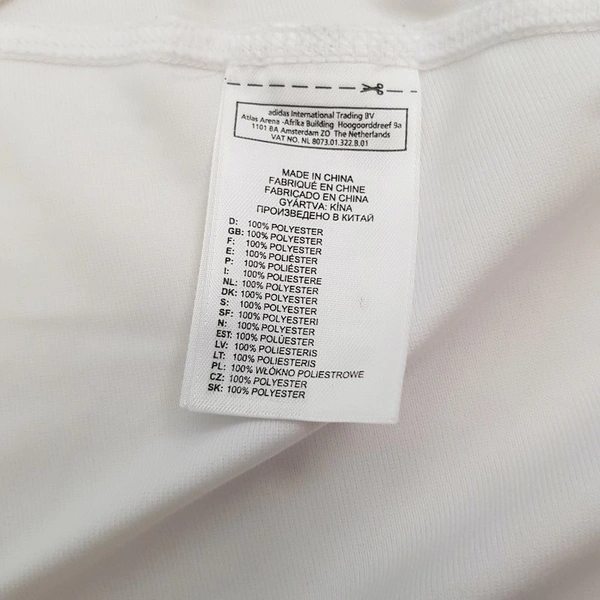 adidas International Trading BV
Atlas Arena -Afrika Building Hoogoorddreef 9a
1101 BA Amsterdam ZO The Netherlands
VAT NO. NL 8073.01.322.B.01
MADE IN CHINA
FABRIQUÉ EN CHINE
FABRICADO EN CHINA
GYÁRTVA: KÍNA
ПРОИЗВЕДЕНО В КИТАЙ
D: 100% POLYESTER
GB: 100% POLYESTER
F: 100% POLYESTER
E: 100% POLIÉSTER
P: 100% POLIÉSTER
I: 100% POLIESTERE
NL: 100% POLYESTER
DK: 100% POLYESTER
S: 100% POLYESTER
SF: 100% POLYESTERI
N: 100% POLYESTER
EST: 100% POLÜESTER
LV: 100% POLIESTERIS
LT: 100% POLIESTERIS
PL: 100% WŁÓKNO POLIESTROWE
CZ: 100% POLYESTER
SK: 100% POLYESTER